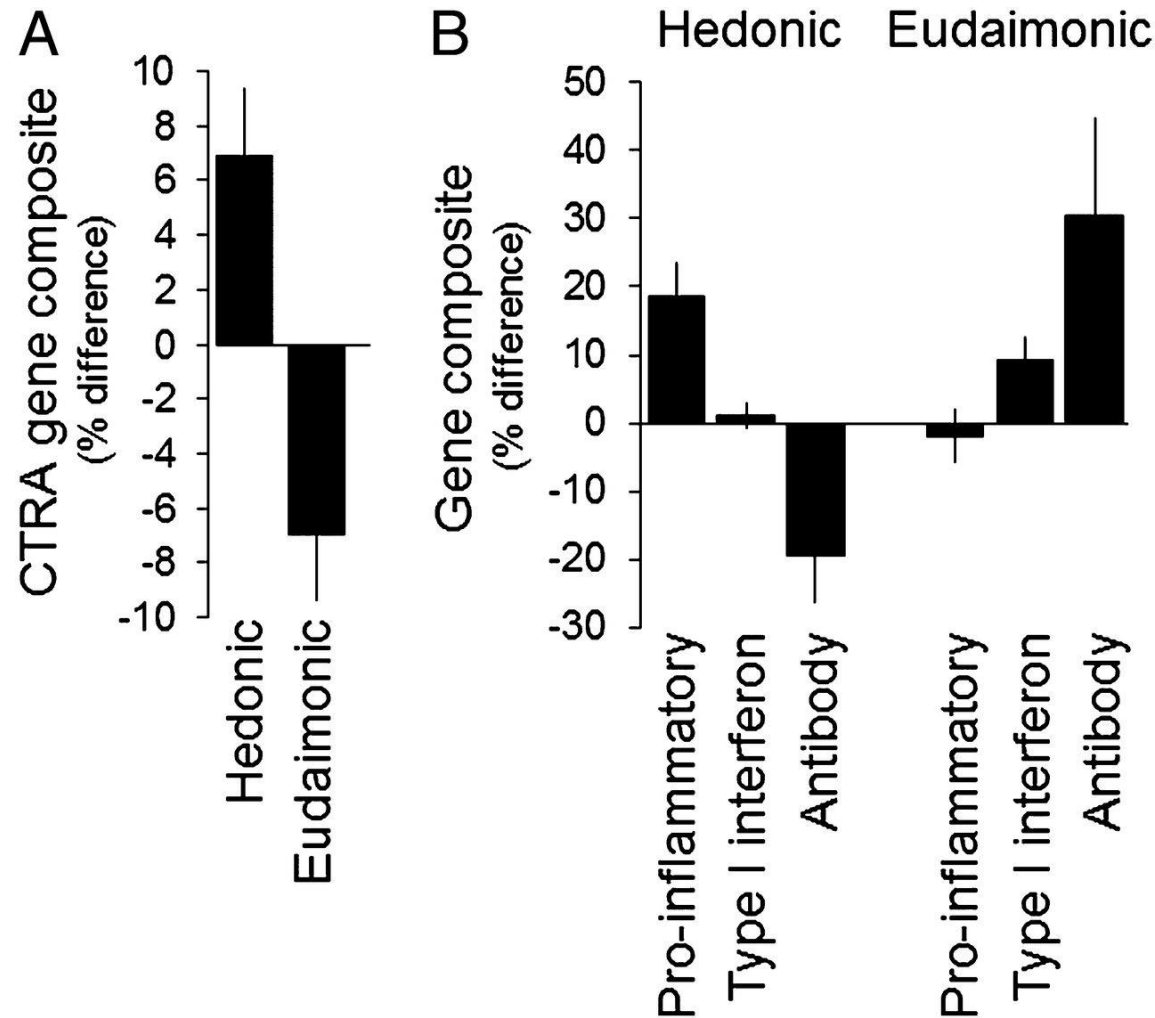 A
CTRA gene composite
(% difference)
10
8
6
4
2
0
-2
-4
-6
-8
-10
Hedonic
Eudaimonic
B
Hedonic
Eudaimonic
Gene composite
(% difference)
50
40
30
20
10
0
-10
-20
-30
Pro-inflammatory
Type I interferon
Antibody
Pro-inflammatory
Type I interferon
Antibody